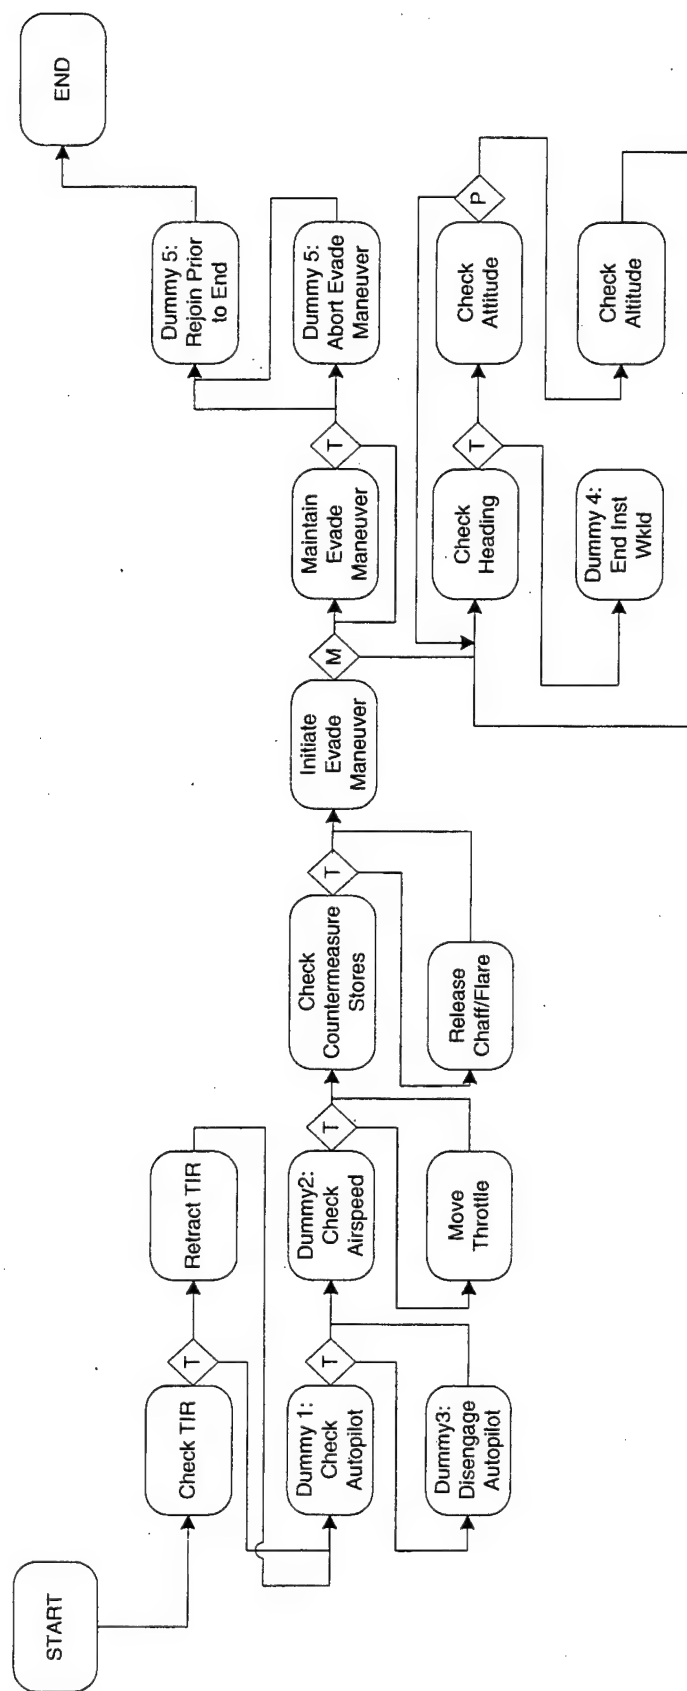 START
Check TIR
T
Retract TIR
Dummy 1:
Check
Autopilot
T
Dummy3:
Disengage
Autopilot
Dummy2:
Check
Airspeed
T
Move
Throttle
Check
Countermeasure
Stores
T
Release
Chaff/Flare
Initiate
Evade
Maneuver
M
Maintain
Evade
Maneuver
T
Dummy 5:
Abort Evade
Maneuver
Dummy 5:
Rejoin Prior
to End
END
Check
Heading
T
Dummy 4:
End Inst
Wkld
Check
Attitude
P
Check
Altitude